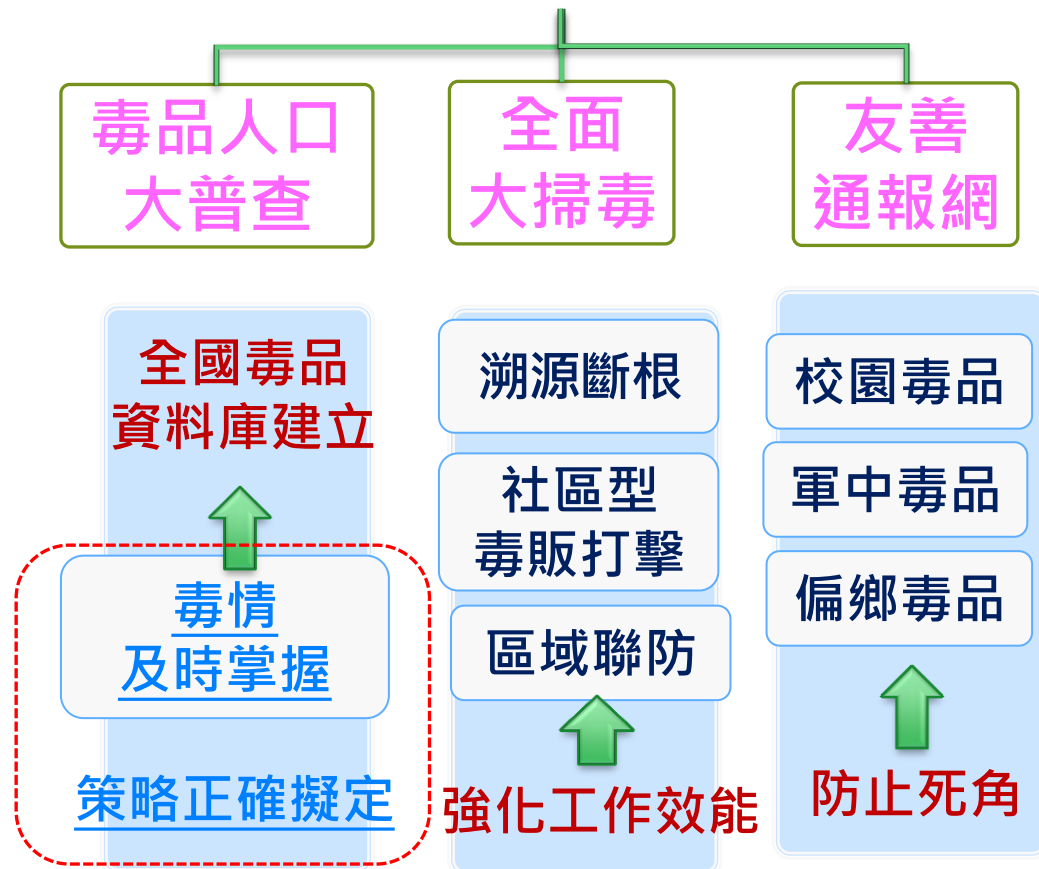 毒品人口
大普查
全面
大掃毒
友善
通報網
全國毒品
資料庫建立
毒情
及時掌握
策略正確擬定
溯源斷根
社區型
毒販打擊
區域聯防
強化工作效能
校園毒品
軍中毒品
偏鄉毒品
防止死角